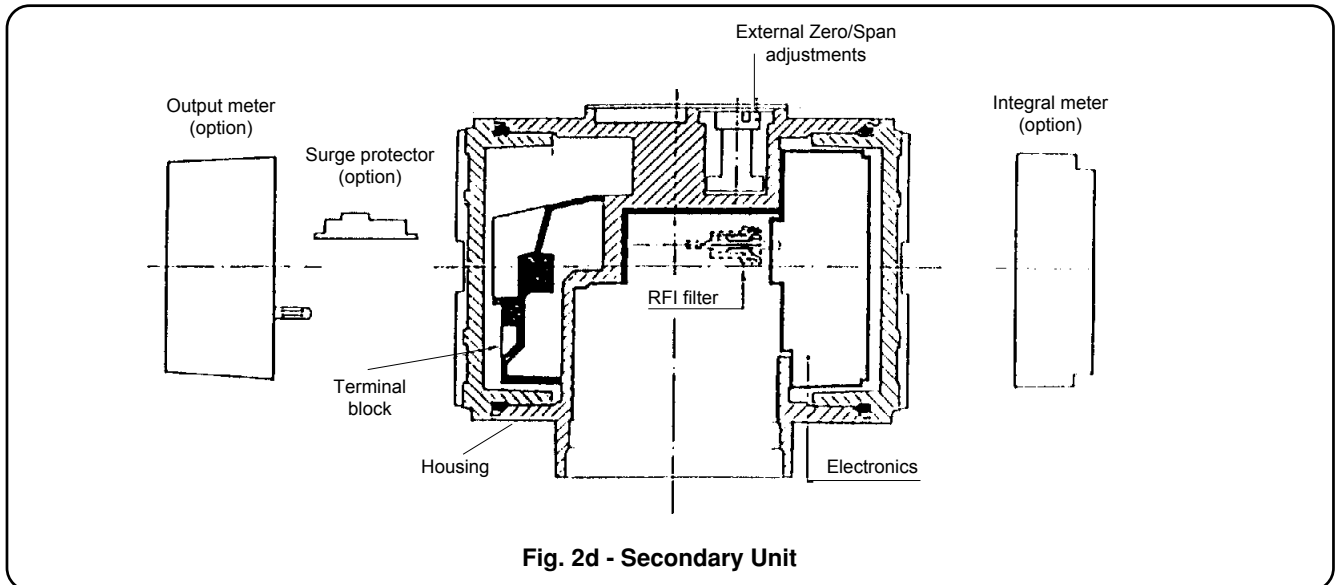 External Zero/Span
adjustments
Output meter
(option)
Integral meter
(option)
Surge protector
(option)
RFI filter
Terminal
block
Housing
Electronics
Fig. 2d - Secondary Unit